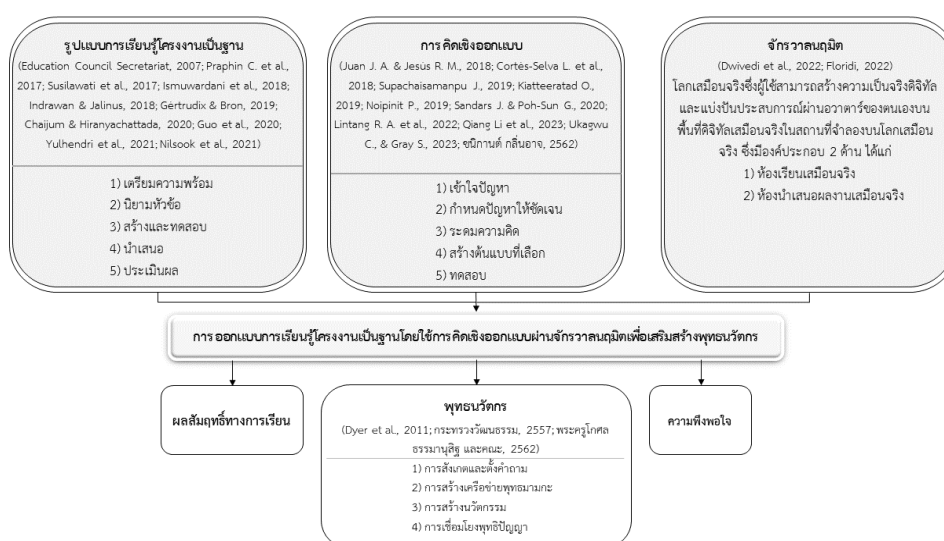 รูปแบบการเรียนรู้โครงงานเป็นฐาน
(Education Council Secretariat, 2007; Praphin C. et al.,
2017; Susilawati et al., 2017; Ismuwardani et al., 2018;
Indrawan & Jalinus, 2018; Gértrudix & Bron, 2019;
Chaijum & Hiranyachattada, 2020; Guo et al., 2020;
Yulhendri et al., 2021; Nilsook et al., 2021)
1) เตรียมความพร้อม
2) นิยามหัวข้อ
3) สร้างและทดสอบ
4) นำเสนอ
5) ประเมินผล
การคิดเชิงออกแบบ
(Juan J. A. & Jesús R. M., 2018; Cortés-Selva L. et al.,
2018; Supachaisamanpu J., 2019; Kiatteeratad O.,
2019; Noipinit P., 2019; Sandars J. & Poh-Sun G., 2020;
Lintang R. A. et al., 2022; Qiang Li et al., 2023; Ukagwu
C., & Gray S., 2023; ชนิกานต์ กลิ่นอาจ, 2562)
1) เข้าใจปัญหา
2) กำหนดปัญหาให้ชัดเจน
3) ระดมความคิด
4) สร้างต้นแบบที่เลือก
5) ทดสอบ
จักรวาลนฤมิต
(Dwivedi et al., 2022; Floridi, 2022)
โลกเสมือนจริงซึ่งผู้ใช้สามารถสร้างความเป็นจริงดิจิทัล
และแบ่งปันประสบการณ์ผ่านอวาตาร์ของตนเองบน
พื้นที่ดิจิทัลเสมือนจริงในสถานที่จำลองบนโลกเสมือน
จริง ซึ่งมีองค์ประกอบ 2 ด้าน ได้แก่
1) ห้องเรียนเสมือนจริง
2) ห้องนำเสนอผลงานเสมือนจริง
การออกแบบการเรียนรู้โครงงานเป็นฐานโดยใช้การคิดเชิงออกแบบผ่านจักรวาลนฤมิตเพื่อเสริมสร้างพุทธนวัตกร
ผลสัมฤทธิ์ทางการเรียน
พุทธนวัตกร
(Dyer et al., 2011; กระทรวงวัฒนธรรม, 2557; พระครูโกศล
ธรรมานุสิฐ และคณะ, 2562)
1) การสังเกตและตั้งคำถาม
2) การสร้างเครือข่ายพุทธมามกะ
3) การสร้างนวัตกรรม
4) การเชื่อมโยงพุทธิปัญญา
ความพึงพอใจ